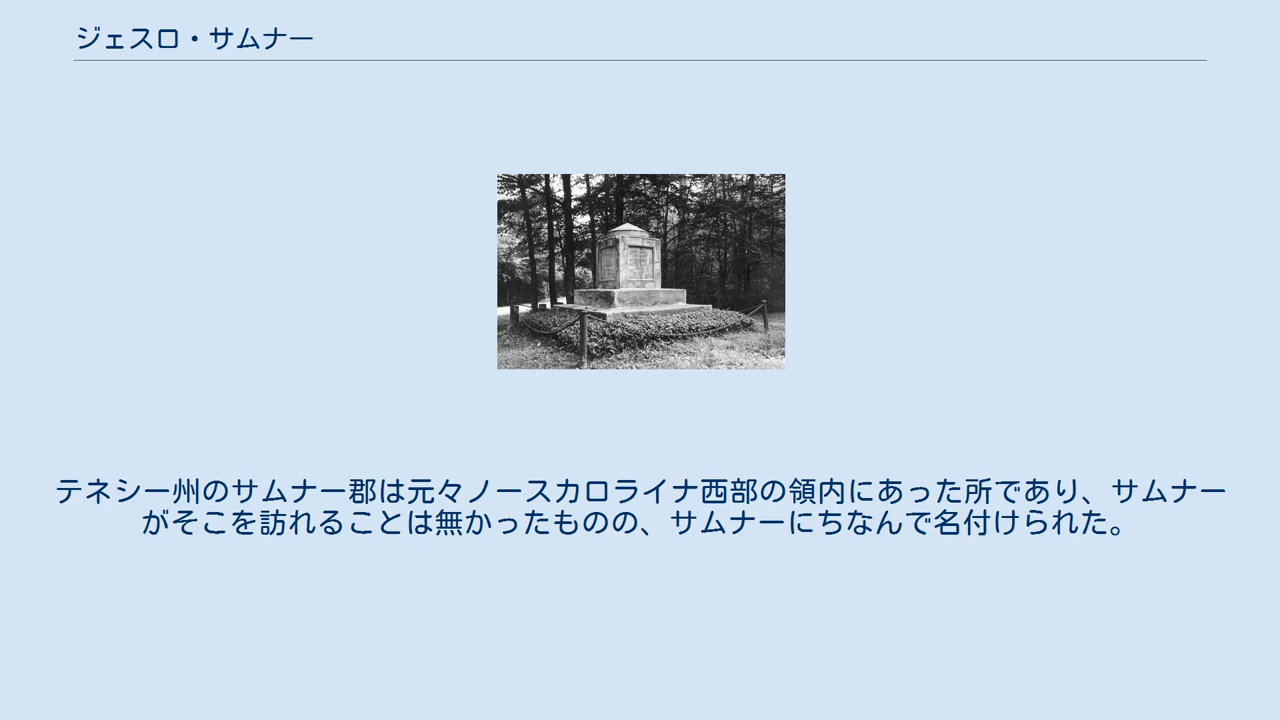 ジェスロ・サムナー
テネシー州のサムナー郡は元々ノースカロライナ西部の領内にあった所であり、サムナー
がそこを訪れることは無かったものの、サムナーにちなんで名付けられた。